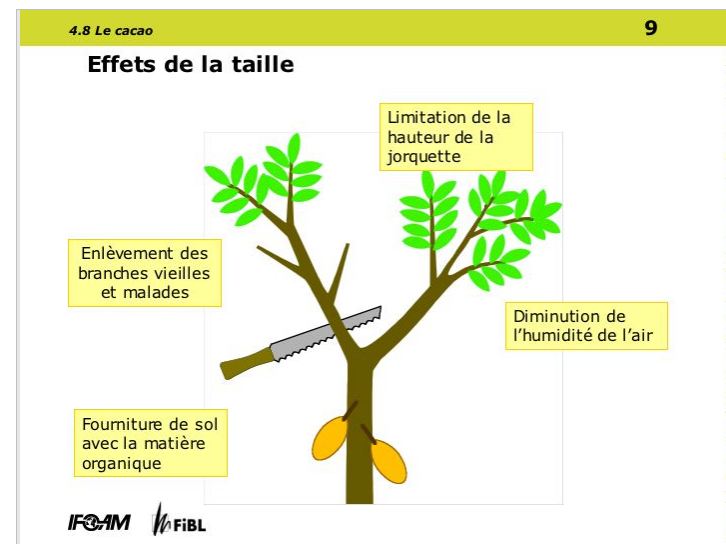 4.8 Le cacao
9
Effets de la taille
Limitation de la
hauteur de la
jorquette
Enlèvement des
branches vieilles
et malades
Diminution de
l'humidité de l'air
Fourniture de sol
avec la matière
organique
IFOAM
FiBL